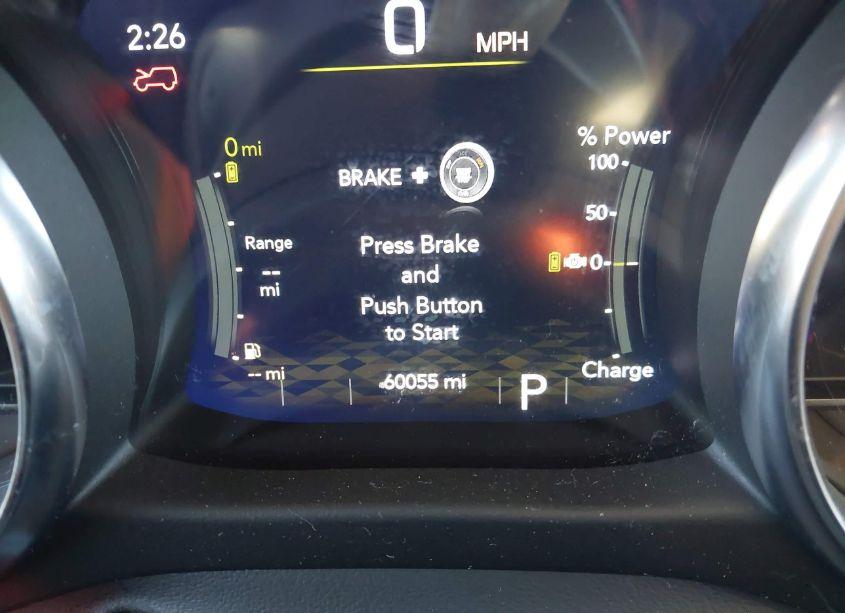 2:26
0
MPH
0 mi
% Power
100
BRAKE +
50
Range
--
mi
Press Brake
and
0
Push Button
to Start
-- mi
60055 mi
P
Charge